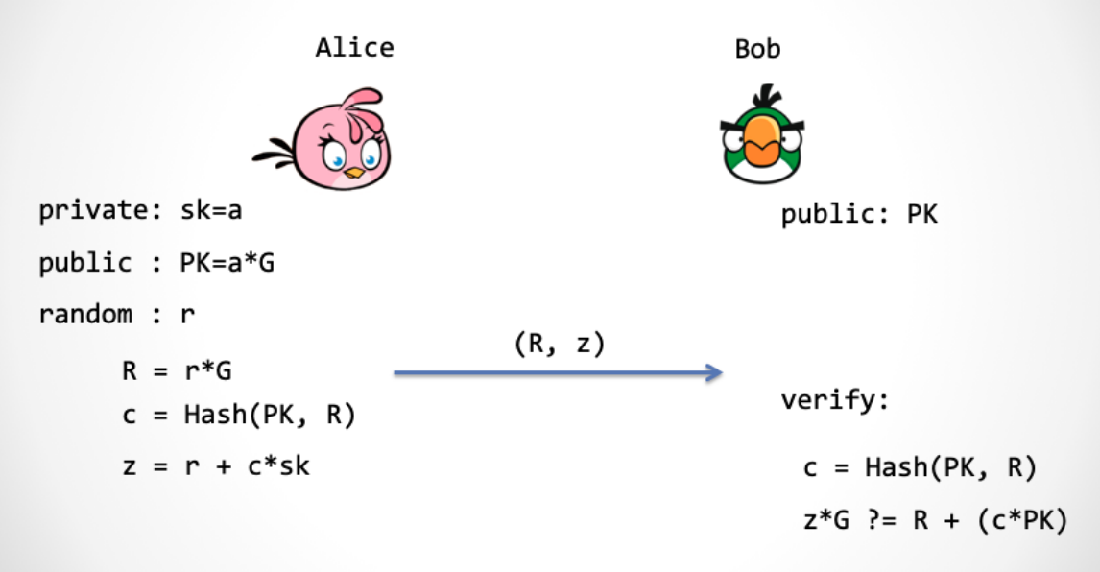 Alice
Bob
private: sk=a
public : PK=a*G
random : r
R = r*G
c = Hash(PK, R)
z = r + c*sk
(R, z)
public: PK
verify:
c = Hash(PK, R)
z*G ?= R + (c*PK)